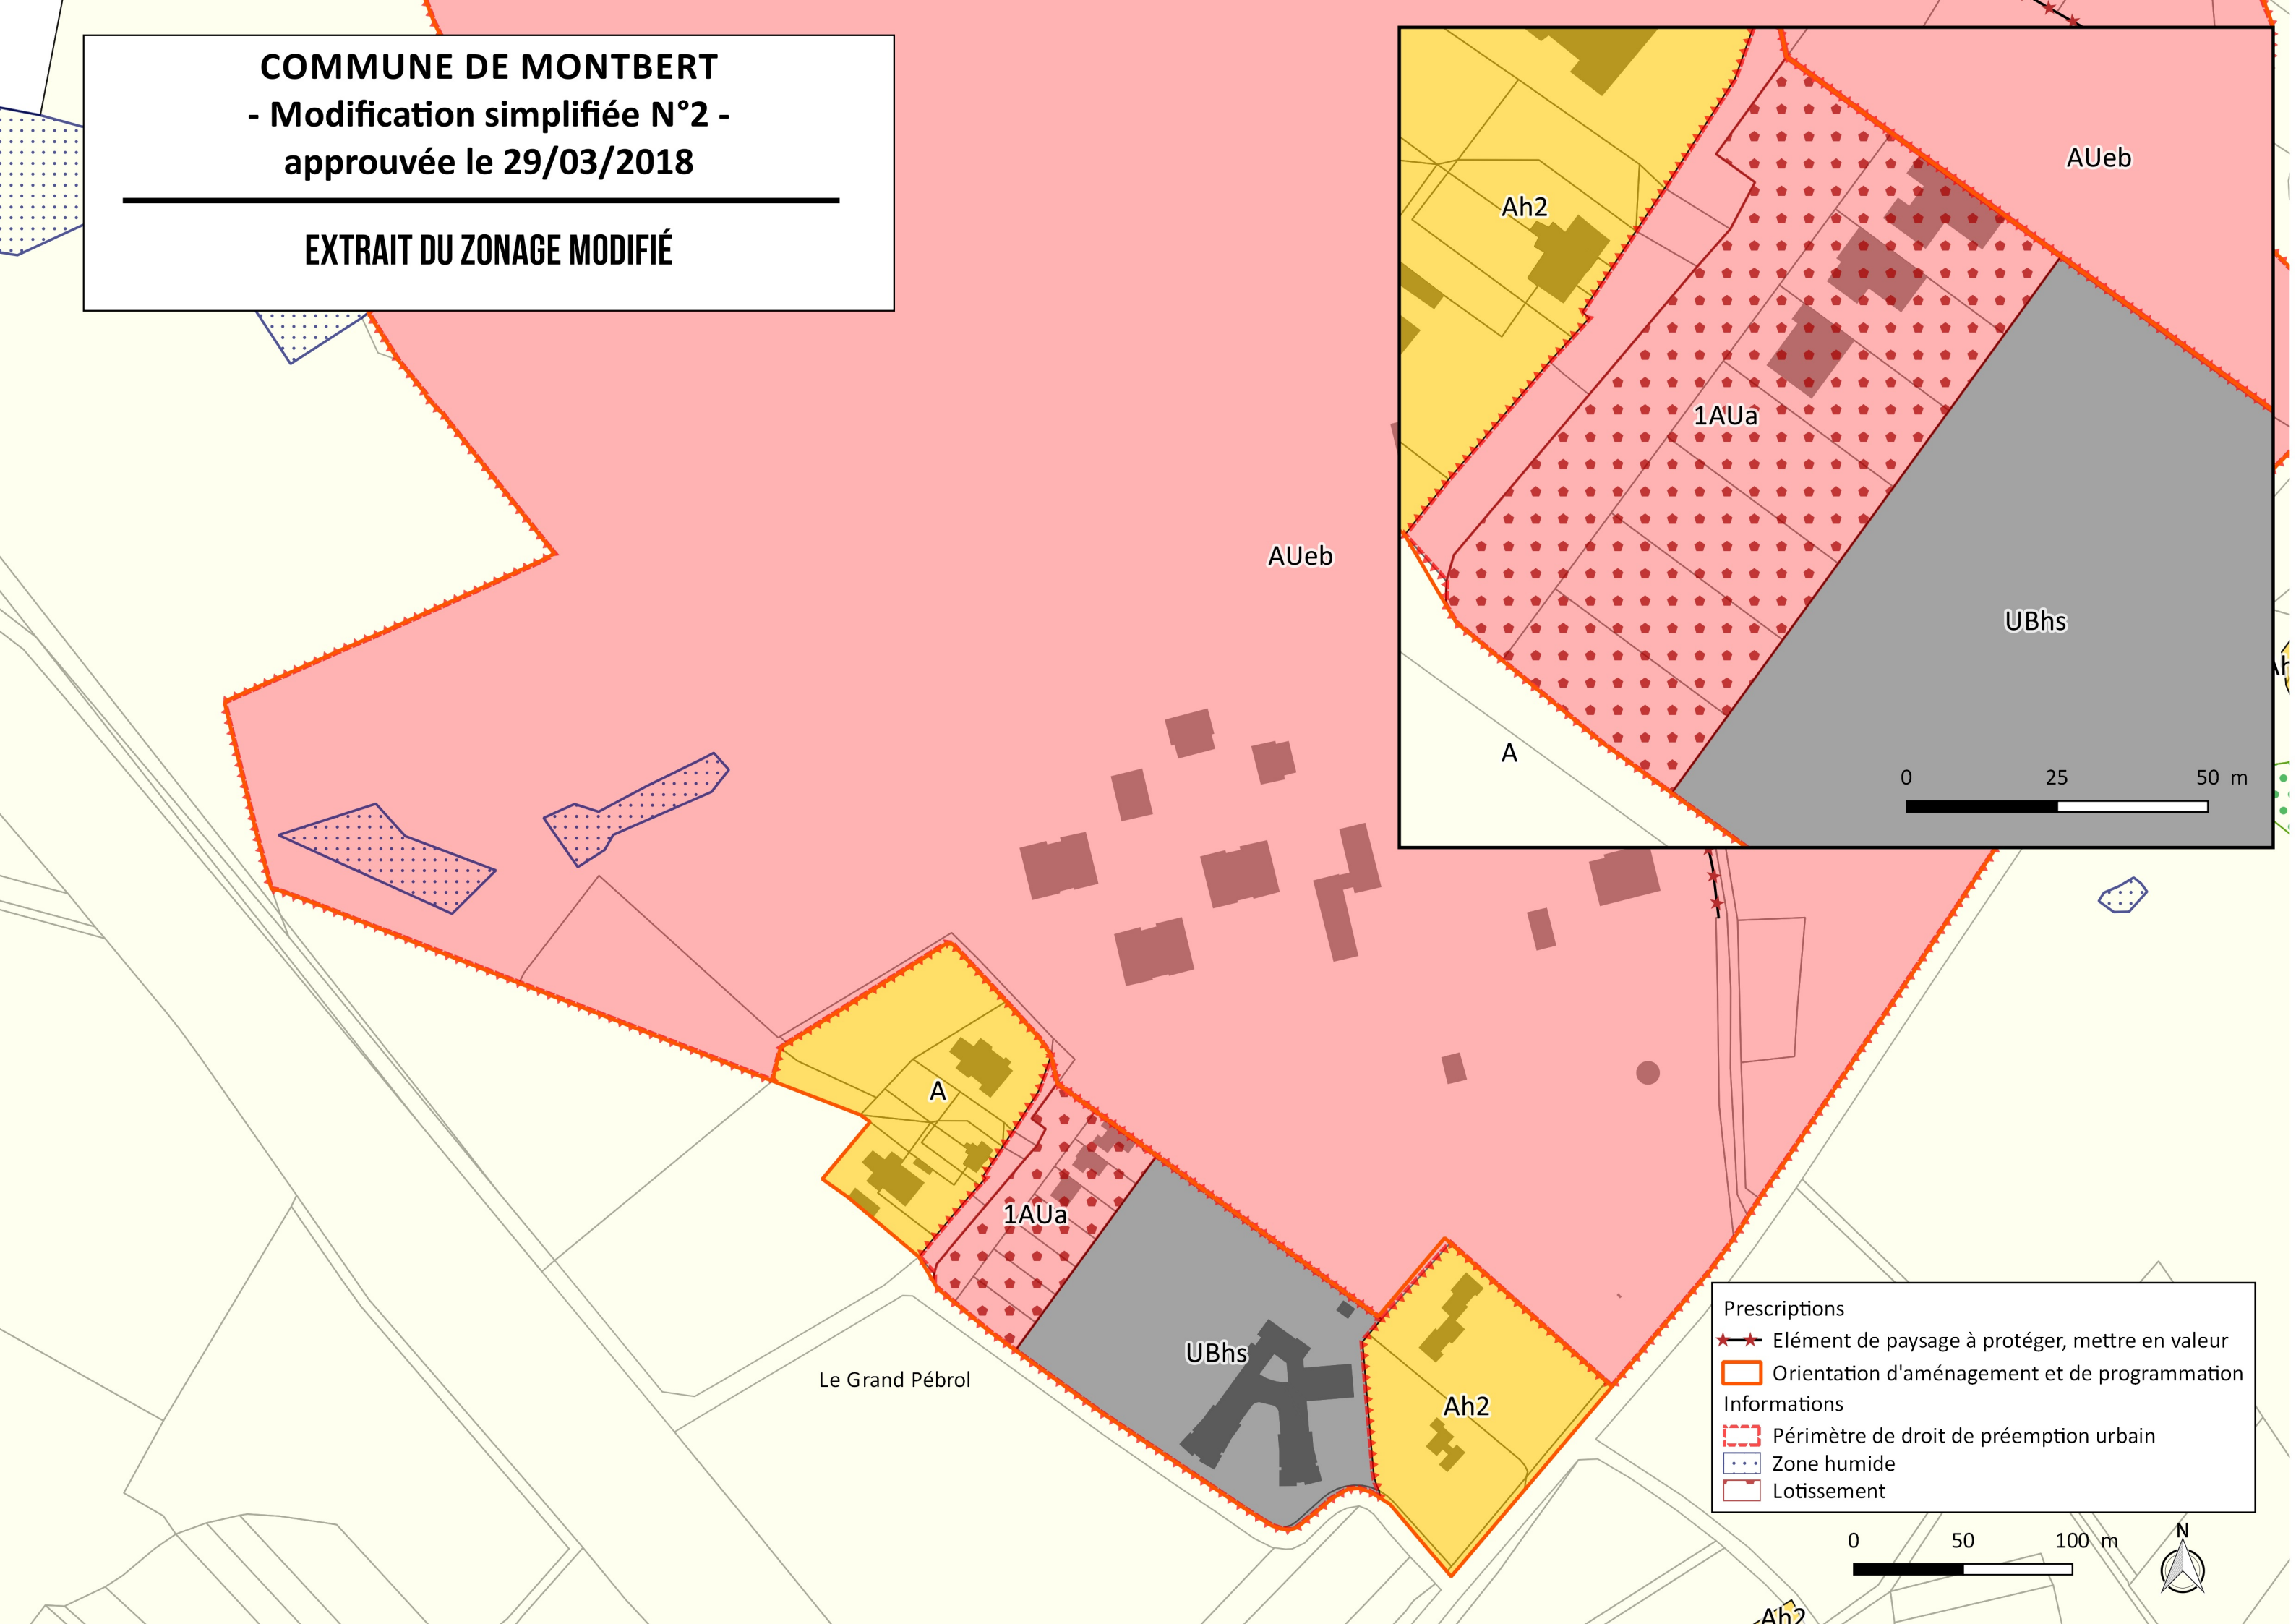 COMMUNE DE MONTBERT
- Modification simplifiée N°2 -
approuvée le 29/03/2018
EXTRAIT DU ZONAGE MODIFIÉ
AUeb
Ah2
1AUa
UBhs
A
0 25 50 m
AUeb
A
1AUa
UBhs
Ah2
Le Grand Pébrol
Prescriptions
Elément de paysage à protéger, mettre en valeur
Orientation d'aménagement et de programmation
Informations
Périmètre de droit de préemption urbain
Zone humide
Lotissement
0 50 100 m
N
Ah2